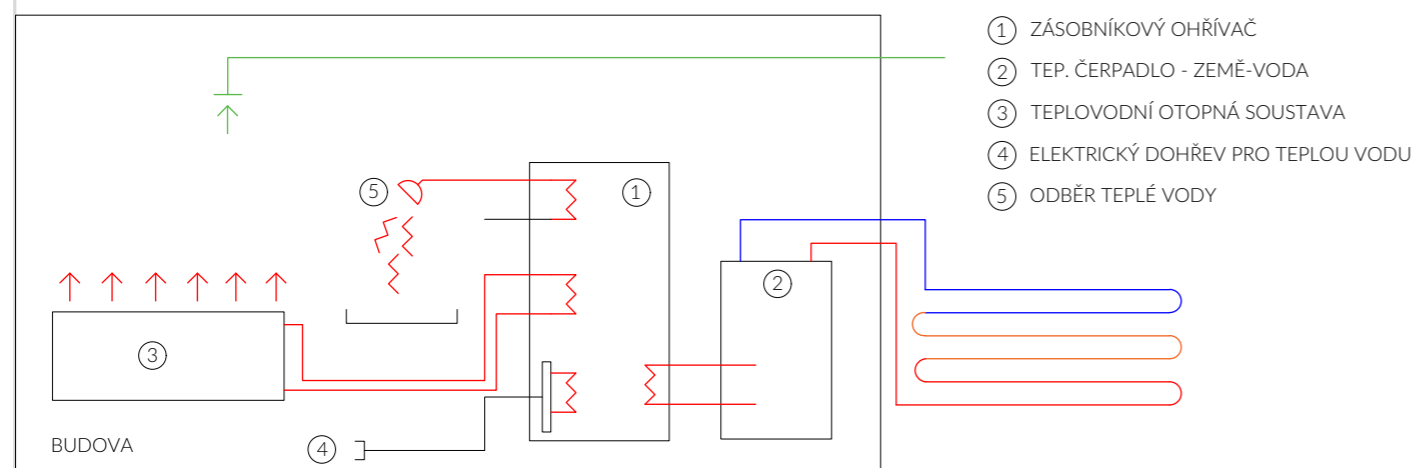 ① ZÁSOBNÍKOVÝ OHŘÍVAČ
② TEP. ČERPADLO - ZEMĚ-VODA
③ TEPLOVODNÍ OTOPNÁ SOUSTAVA
④ ELEKTRICKÝ DOHŘEV PRO TEPLOU VODU
⑤ ODBĚR TEPLÉ VODY
⑤
①
②
③
BUDOVA
④